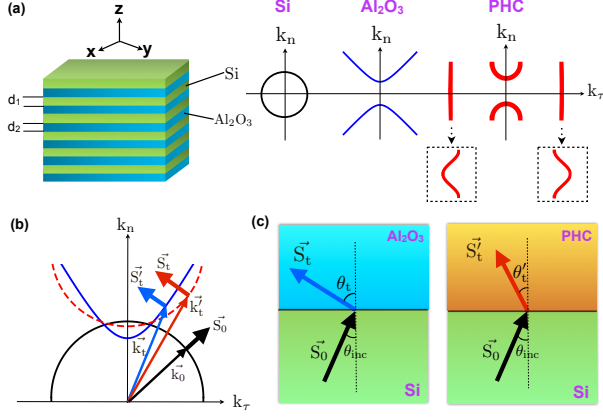 (a)
z
x
y
Si
d₁
d₂
Al₂O₃
Si
Al₂O₃
PHC
kₙ
kₙ
kₙ
k_τ
(b)
kₙ
S⃗ₜ
S⃗ₜ′
k⃗ₜ′
S⃗₀
k⃗ₜ
k⃗₀
k_τ
(c)
Al₂O₃
S⃗ₜ
θₜ
S⃗₀
θ_inc
Si
PHC
S⃗ₜ′
θₜ′
S⃗₀
θ_inc
Si